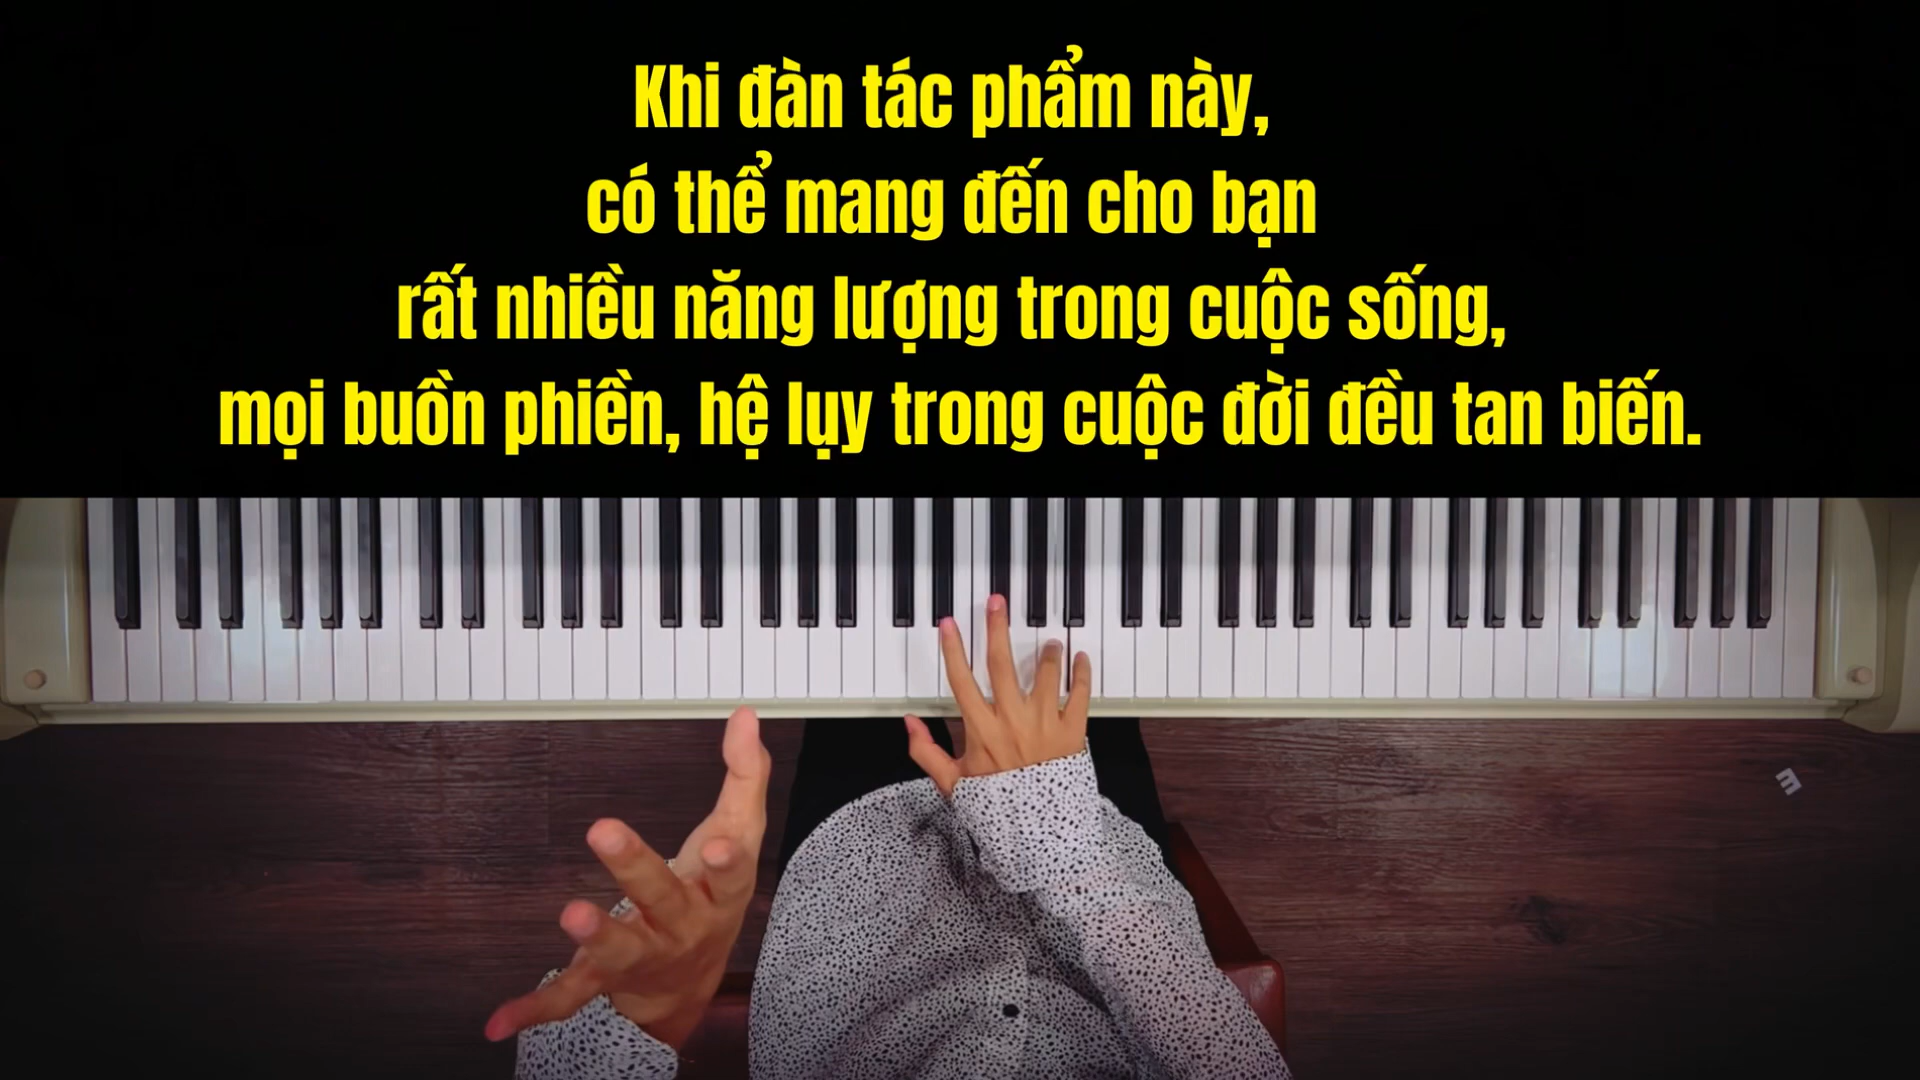 Khi đàn tác phẩm này,
có thể mang đến cho bạn
rất nhiều năng lượng trong cuộc sống,
mọi buồn phiền, hệ lụy trong cuộc đời đều tan biến.